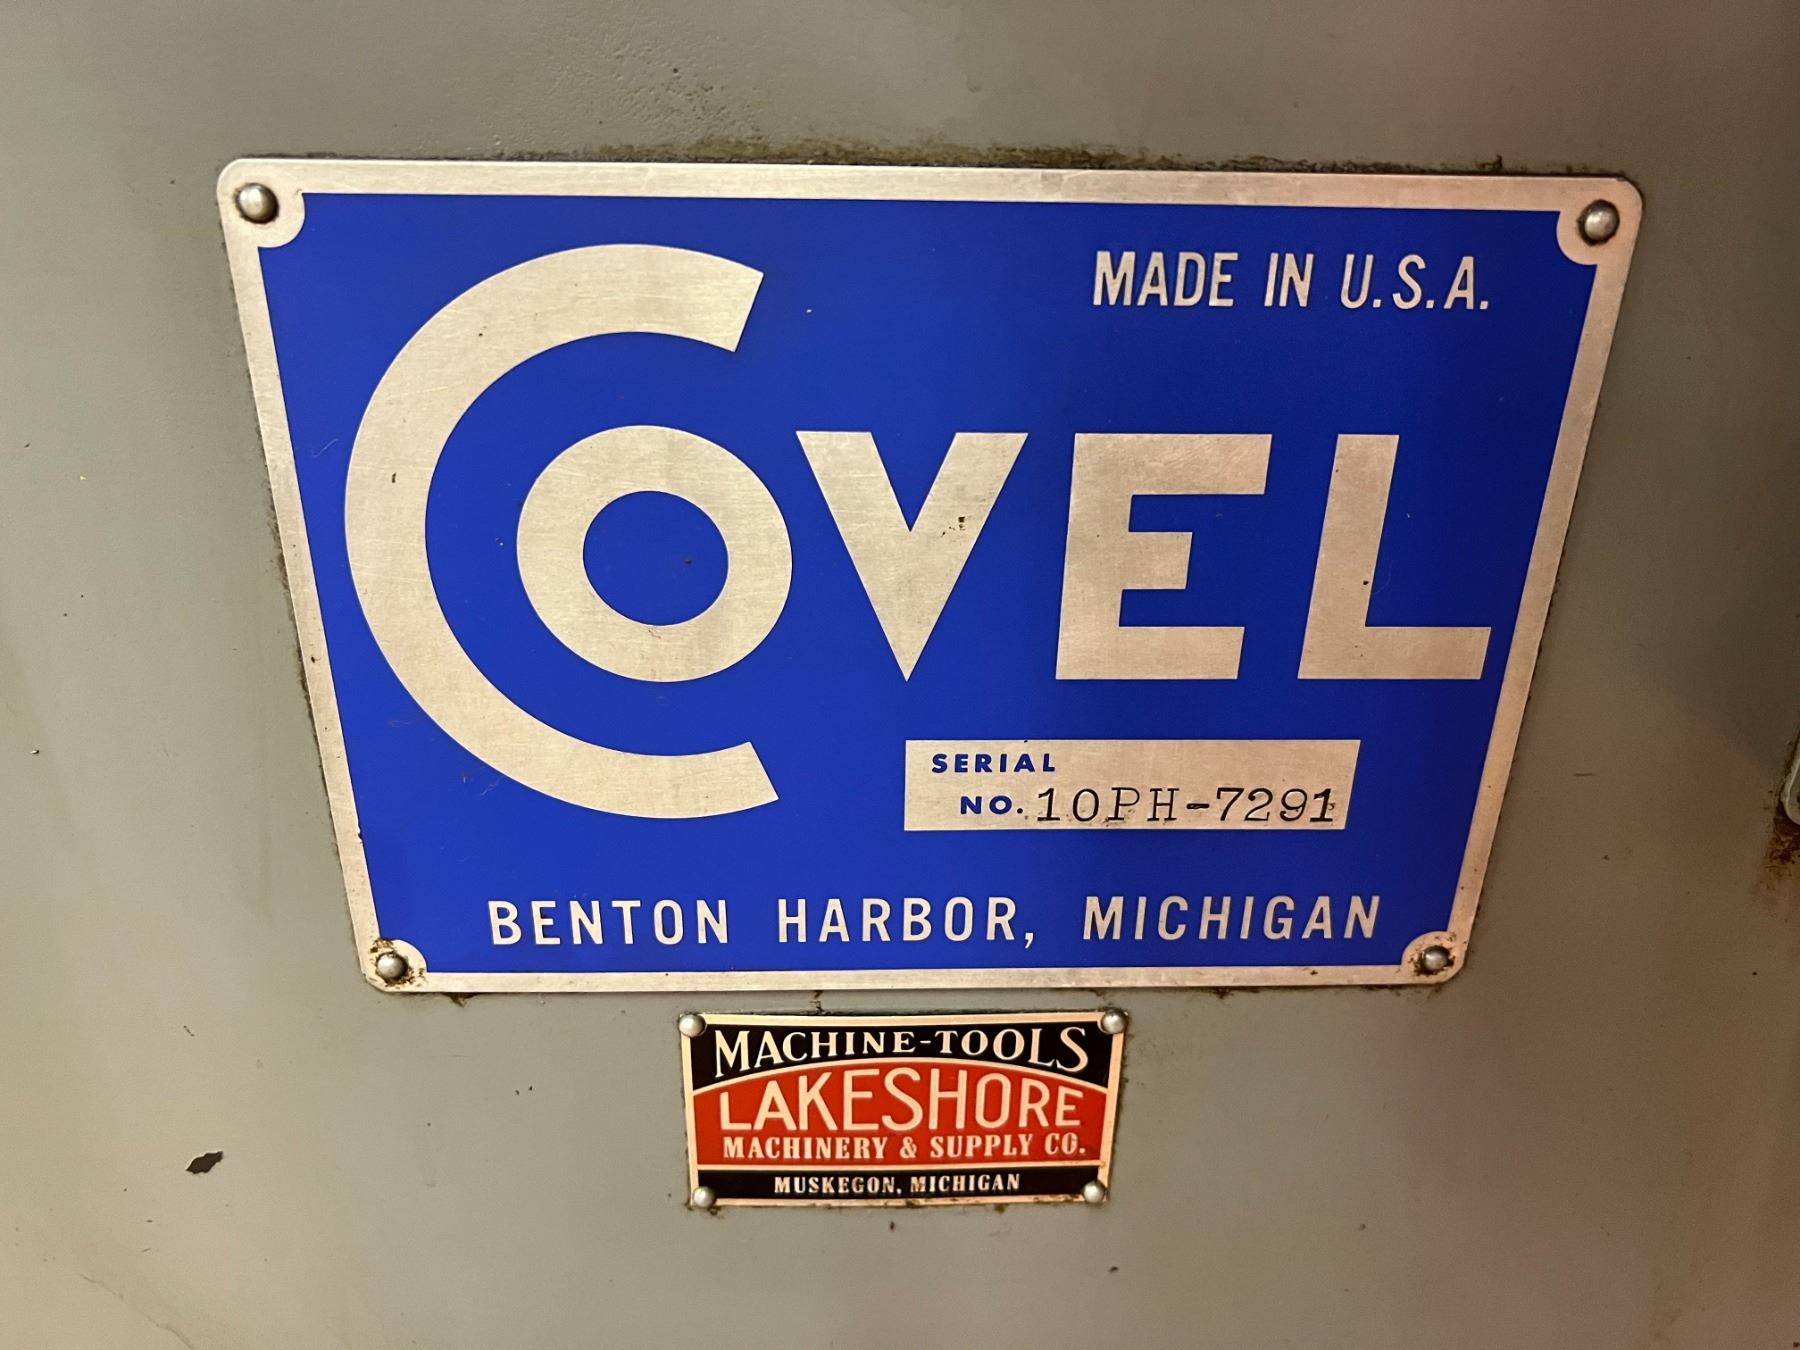 MADE IN U.S.A.
COVEL
SERIAL
NO. 10PH-7291
BENTON HARBOR, MICHIGAN
MACHINE-TOOLS
LAKESHORE
MACHINERY & SUPPLY CO.
MUSKEGON, MICHIGAN